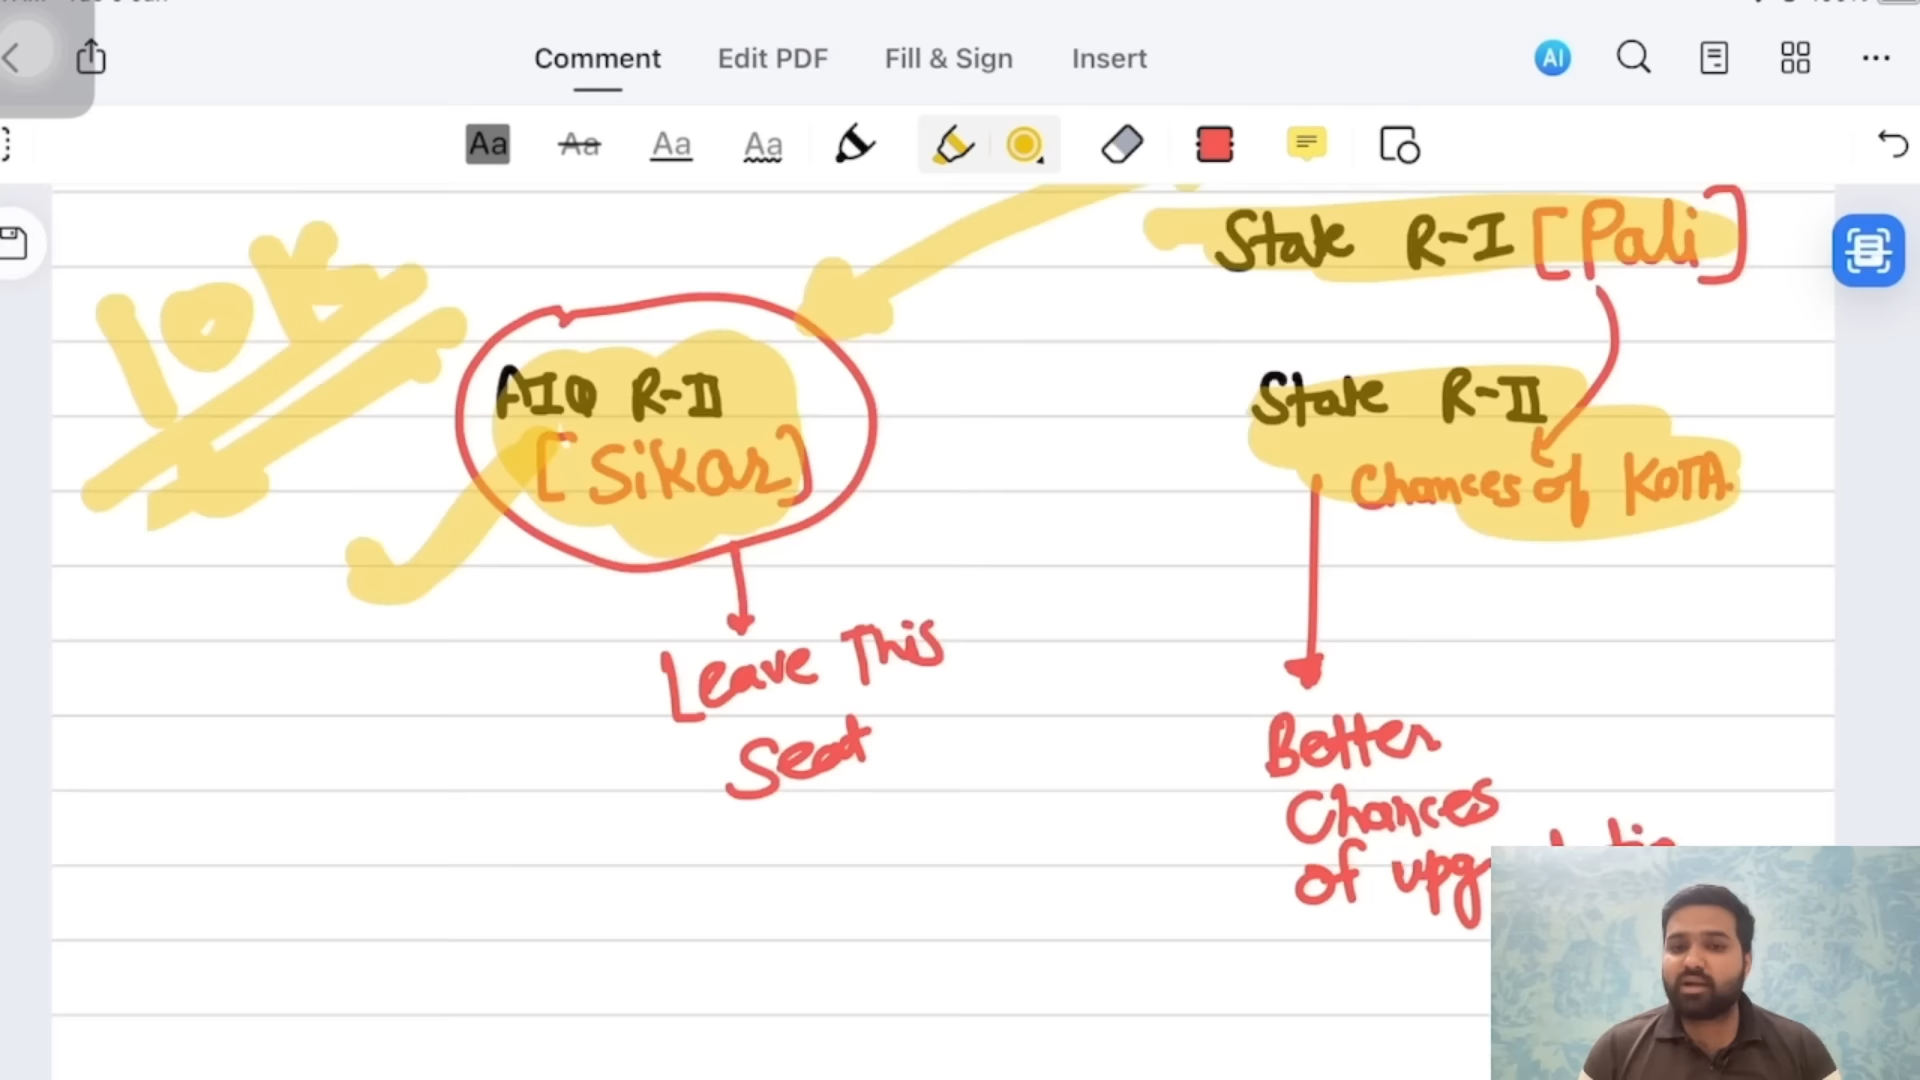 Comment Edit PDF Fill & Sign Insert
AI
Aa Aa Aa Aa
State R-I [Pali]
10K
AIQ R-II
[Sikar]
State R-II
Chances of KOTA.
Leave This
Seat
Better
Chances
of